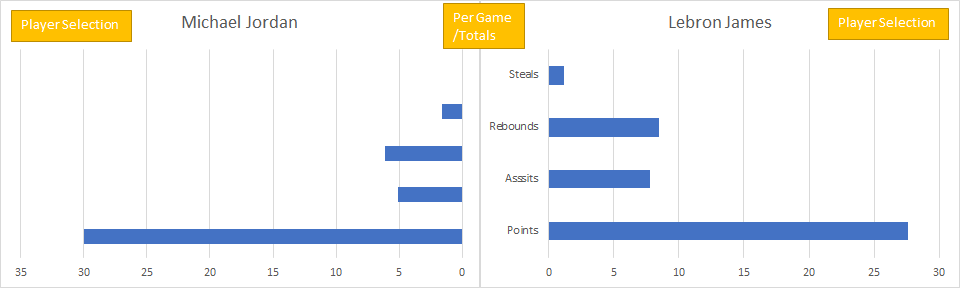 Player Selection
Michael Jordan
Per Game
/Totals
Lebron James
Player Selection
Steals
Rebounds
Asssits
Points
35 30 25 20 15 10 5 0
0 5 10 15 20 25 30